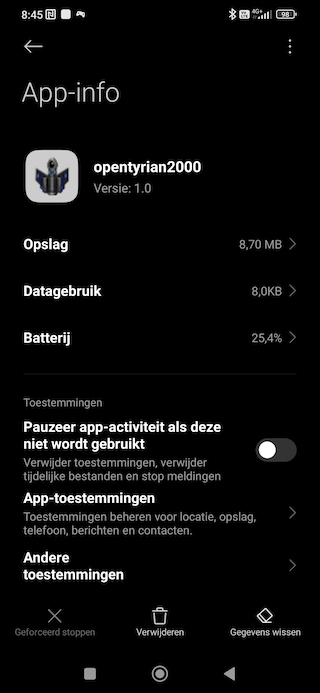 8:45
4G+
98
App-info
opentyrian2000
Versie: 1.0
Opslag 8,70 MB
Datagebruik 8,0KB
Batterij 25,4%
Toestemmingen
Pauzeer app-activiteit als deze
niet wordt gebruikt
Verwijder toestemmingen, verwijder
tijdelijke bestanden en stop meldingen
App-toestemmingen
Toestemmingen beheren voor locatie, opslag,
telefoon, berichten en contacten.
Andere
toestemmingen
Geforceerd stoppen Verwijderen Gegevens wissen